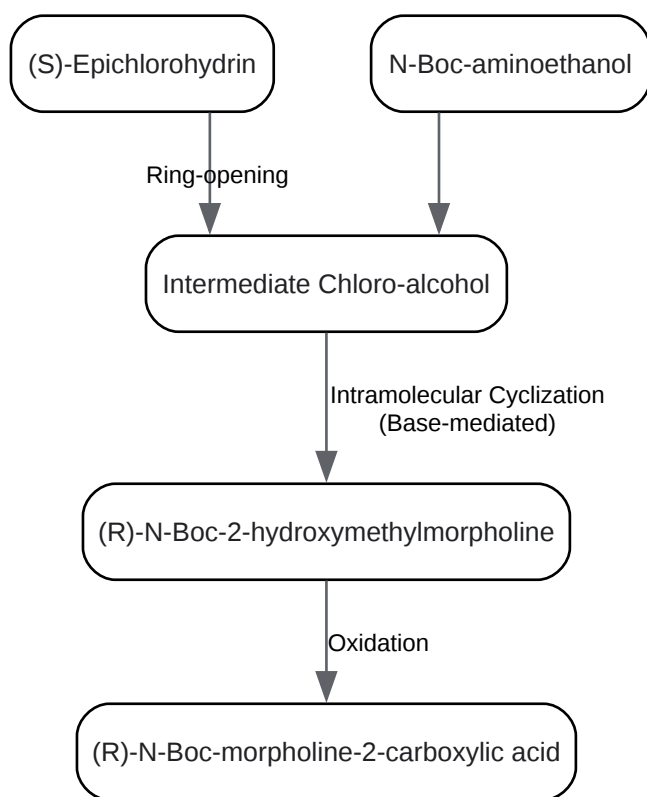 (S)-Epichlorohydrin
N-Boc-aminoethanol
Ring-opening
Intermediate Chloro-alcohol
Intramolecular Cyclization
(Base-mediated)
(R)-N-Boc-2-hydroxymethylmorpholine
Oxidation
(R)-N-Boc-morpholine-2-carboxylic acid